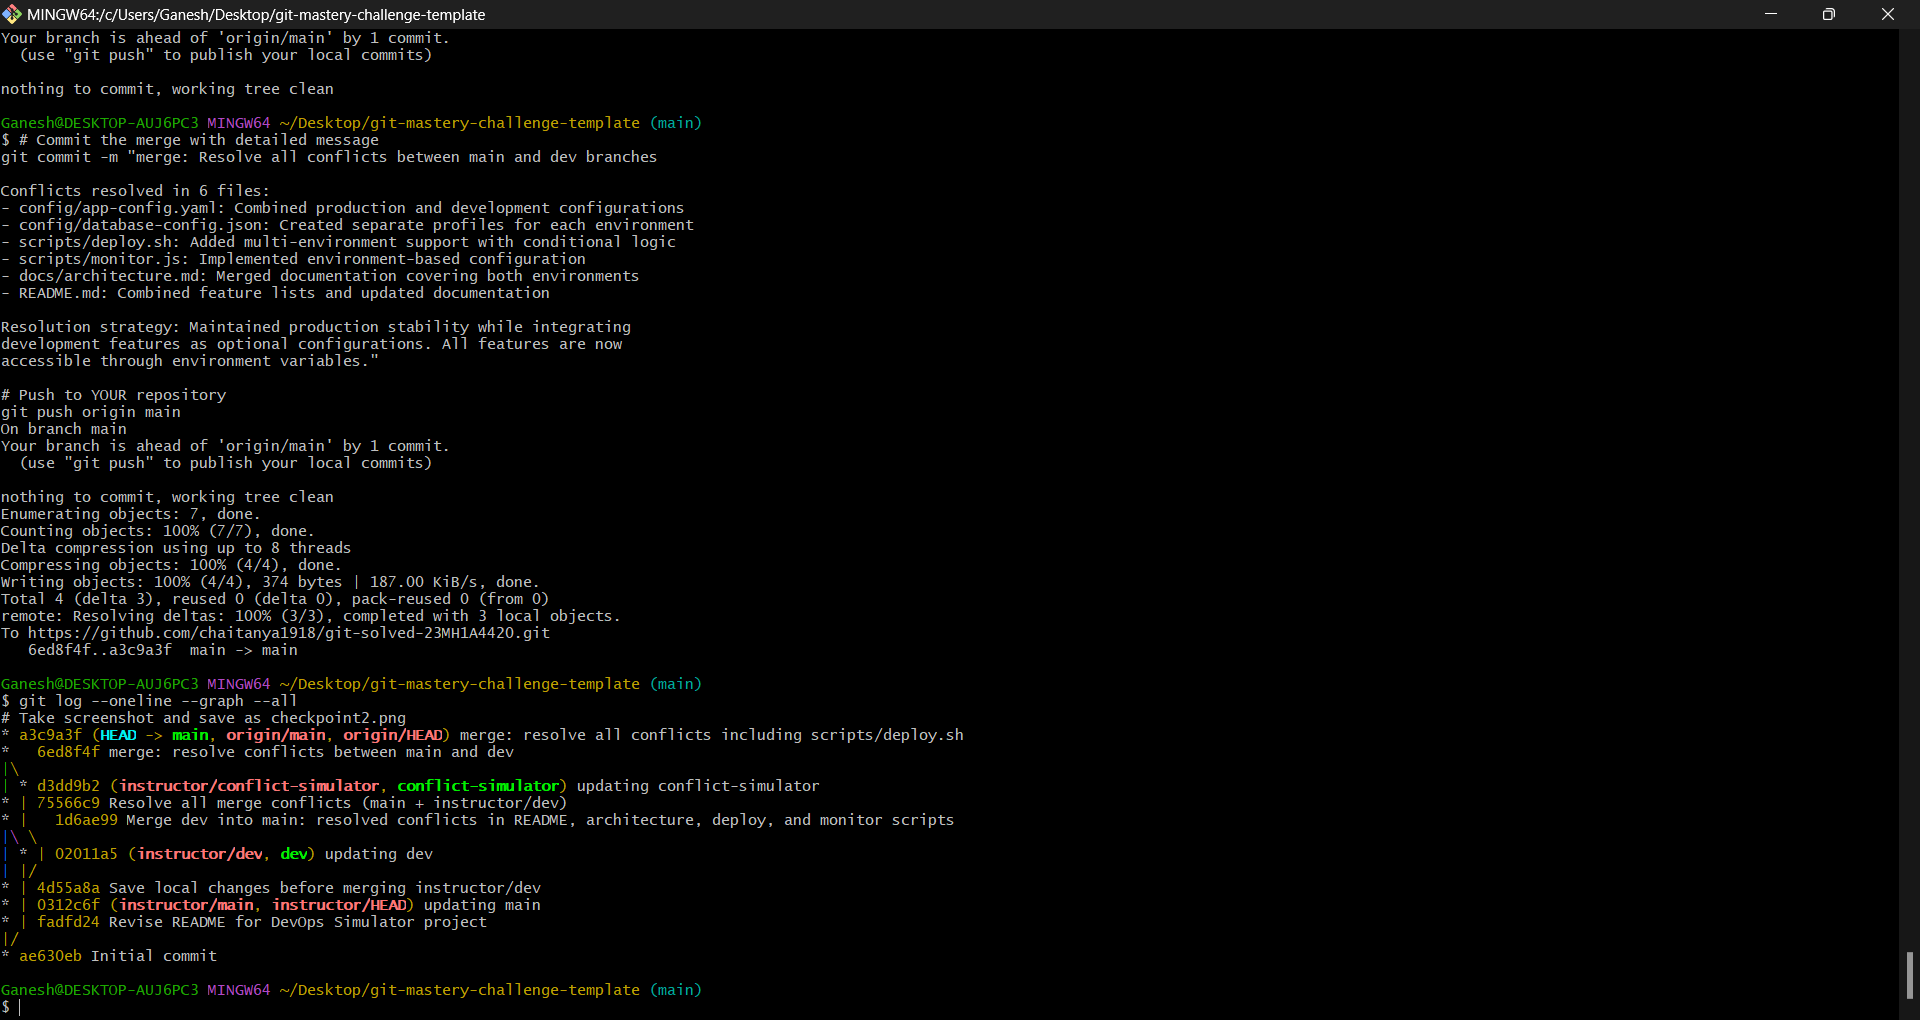 MINGW64:/c/Users/Ganesh/Desktop/git-mastery-challenge-template
Your branch is ahead of 'origin/main' by 1 commit.
  (use "git push" to publish your local commits)
nothing to commit, working tree clean
Ganesh@DESKTOP-AUJ6PC3 MINGW64 ~/Desktop/git-mastery-challenge-template (main)
$ # Commit the merge with detailed message
git commit -m "merge: Resolve all conflicts between main and dev branches
Conflicts resolved in 6 files:
- config/app-config.yaml: Combined production and development configurations
- config/database-config.json: Created separate profiles for each environment
- scripts/deploy.sh: Added multi-environment support with conditional logic
- scripts/monitor.js: Implemented environment-based configuration
- docs/architecture.md: Merged documentation covering both environments
- README.md: Combined feature lists and updated documentation
Resolution strategy: Maintained production stability while integrating
development features as optional configurations. All features are now
accessible through environment variables."
# Push to YOUR repository
git push origin main
On branch main
Your branch is ahead of 'origin/main' by 1 commit.
  (use "git push" to publish your local commits)
nothing to commit, working tree clean
Enumerating objects: 7, done.
Counting objects: 100% (7/7), done.
Delta compression using up to 8 threads
Compressing objects: 100% (4/4), done.
Writing objects: 100% (4/4), 374 bytes | 187.00 KiB/s, done.
Total 4 (delta 3), reused 0 (delta 0), pack-reused 0 (from 0)
remote: Resolving deltas: 100% (3/3), completed with 3 local objects.
To https://github.com/chaitanya1918/git-solved-23MH1A4420.git
   6ed8f4f..a3c9a3f  main -> main
Ganesh@DESKTOP-AUJ6PC3 MINGW64 ~/Desktop/git-mastery-challenge-template (main)
$ git log --oneline --graph --all
# Take screenshot and save as checkpoint2.png
* a3c9a3f (HEAD -> main, origin/main, origin/HEAD) merge: resolve all conflicts including scripts/deploy.sh
*   6ed8f4f merge: resolve conflicts between main and dev
|\
| * d3dd9b2 (instructor/conflict-simulator, conflict-simulator) updating conflict-simulator
* | 75566c9 Resolve all merge conflicts (main + instructor/dev)
* |   1d6ae99 Merge dev into main: resolved conflicts in README, architecture, deploy, and monitor scripts
|\ \
| * | 02011a5 (instructor/dev, dev) updating dev
| |/
* | 4d55a8a Save local changes before merging instructor/dev
* | 0312c6f (instructor/main, instructor/HEAD) updating main
* | fadfd24 Revise README for DevOps Simulator project
|/
* ae630eb Initial commit
Ganesh@DESKTOP-AUJ6PC3 MINGW64 ~/Desktop/git-mastery-challenge-template (main)
$